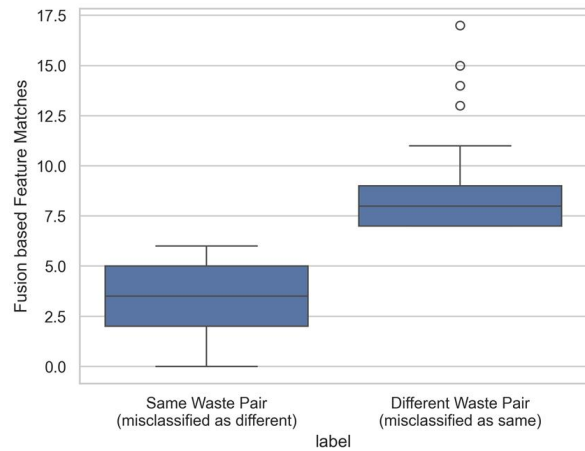 17.5
15.0
12.5
10.0
7.5
5.0
2.5
0.0
Fusion based Feature Matches
Same Waste Pair
(misclassified as different)
Different Waste Pair
(misclassified as same)
label